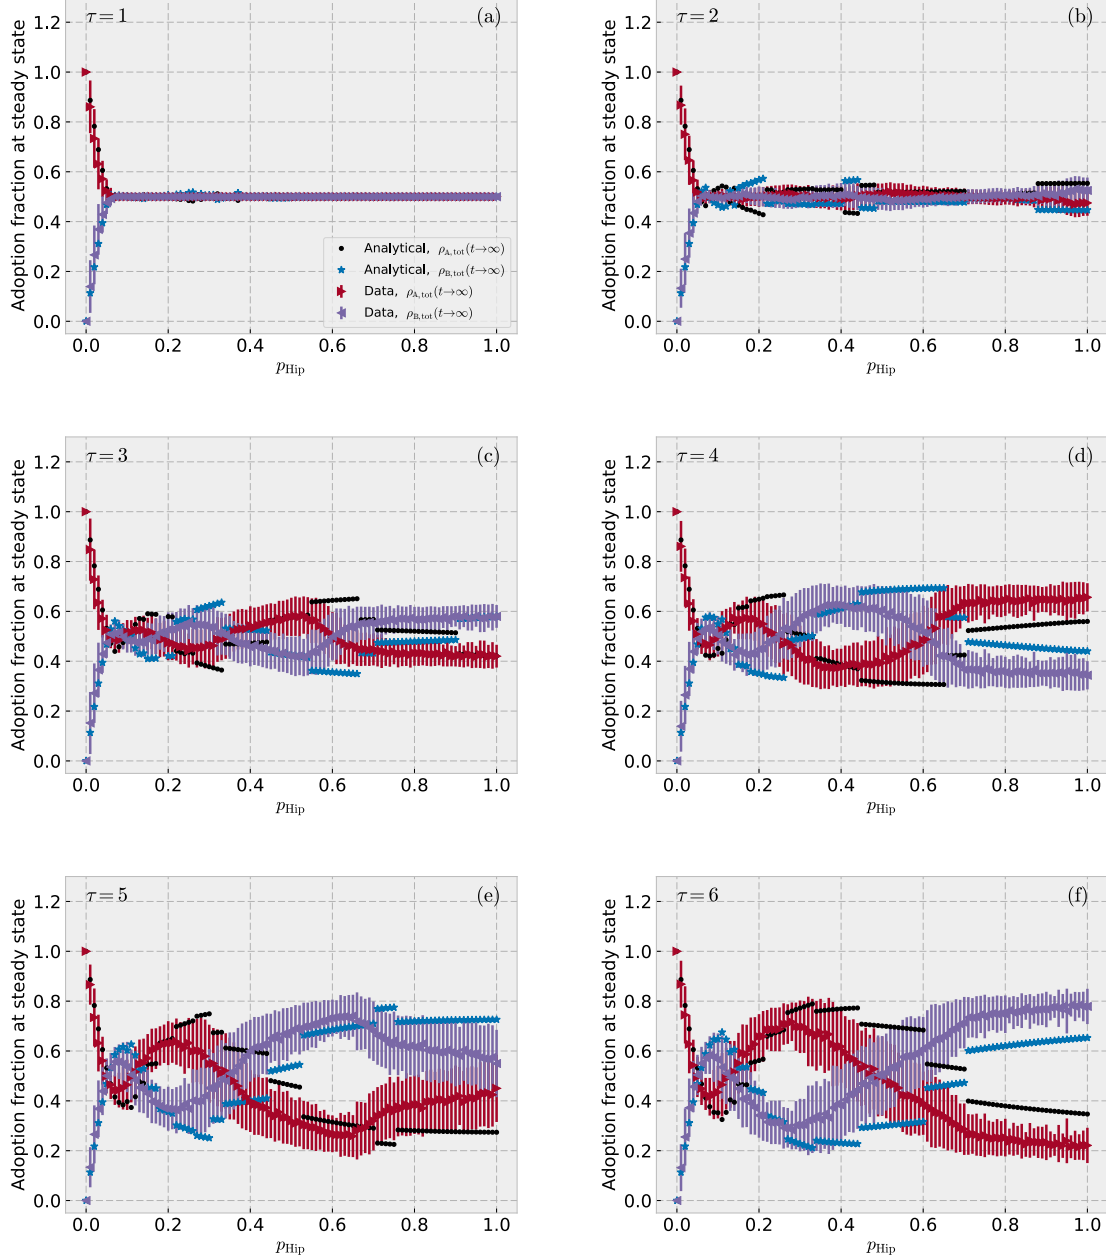 τ = 1
(a)
Adoption fraction at steady state
1.2
1.0
0.8
0.6
0.4
0.2
0.0
Analytical, ρA,tot(t→∞)
Analytical, ρB,tot(t→∞)
Data, ρA,tot(t→∞)
Data, ρB,tot(t→∞)
0.0 0.2 0.4 0.6 0.8 1.0
pHip
τ = 2
(b)
Adoption fraction at steady state
1.2
1.0
0.8
0.6
0.4
0.2
0.0
0.0 0.2 0.4 0.6 0.8 1.0
pHip
τ = 3
(c)
Adoption fraction at steady state
1.2
1.0
0.8
0.6
0.4
0.2
0.0
0.0 0.2 0.4 0.6 0.8 1.0
pHip
τ = 4
(d)
Adoption fraction at steady state
1.2
1.0
0.8
0.6
0.4
0.2
0.0
0.0 0.2 0.4 0.6 0.8 1.0
pHip
τ = 5
(e)
Adoption fraction at steady state
1.2
1.0
0.8
0.6
0.4
0.2
0.0
0.0 0.2 0.4 0.6 0.8 1.0
pHip
τ = 6
(f)
Adoption fraction at steady state
1.2
1.0
0.8
0.6
0.4
0.2
0.0
0.0 0.2 0.4 0.6 0.8 1.0
pHip